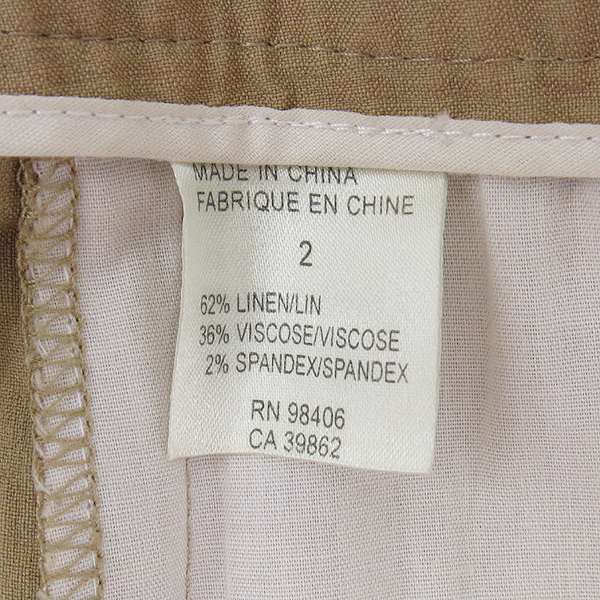 MADE IN CHINA
FABRIQUE EN CHINE
2
62% LINEN/LIN
36% VISCOSE/VISCOSE
2% SPANDEX/SPANDEX
RN 98406
CA 39862